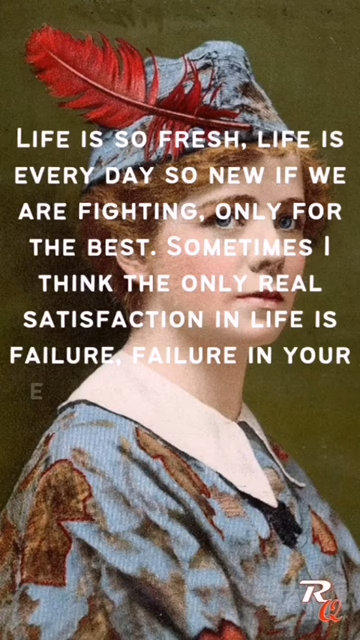 Life is so fresh, life is
every day so new if we
are fighting, only for
the best. Sometimes I
think the only real
satisfaction in life is
failure, failure in your
E
RQ